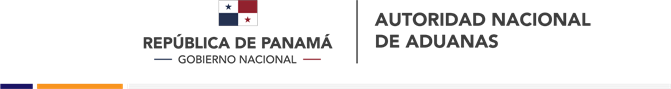 REPÚBLICA DE PANAMÁ
GOBIERNO NACIONAL
AUTORIDAD NACIONAL
DE ADUANAS